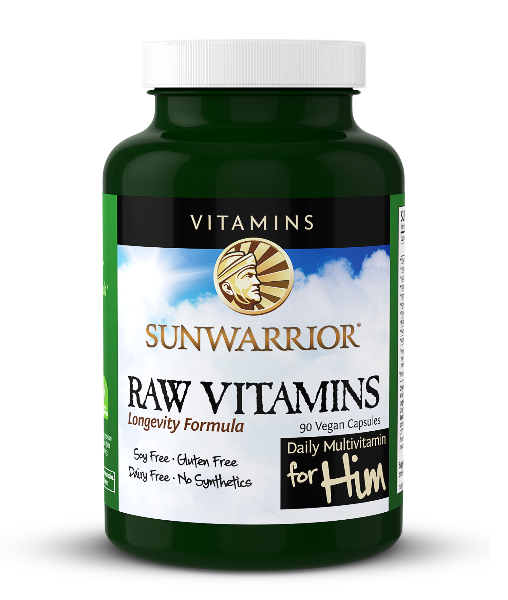 VITAMINS
SUNWARRIOR®
RAW VITAMINS
Longevity Formula
90 Vegan Capsules
Soy Free · Gluten Free
Dairy Free · No Synthetics
Daily Multivitamin
for Him